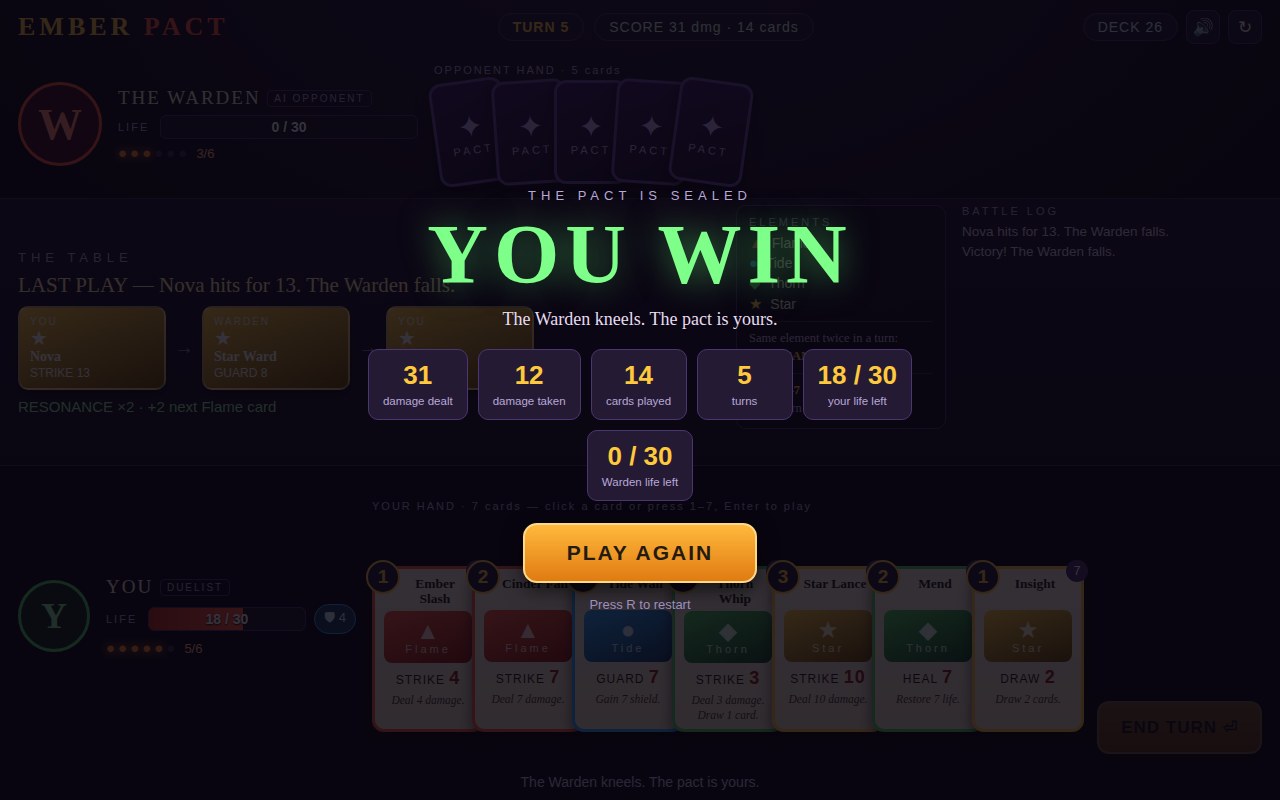 EMBER PACT
TURN 5
SCORE 31 dmg · 14 cards
DECK 26
OPPONENT HAND · 5 cards
W
THE WARDEN
AI OPPONENT
LIFE
0 / 30
3/6
PACT
PACT
PACT
PACT
PACT
THE PACT IS SEALED
YOU WIN
The Warden kneels. The pact is yours.
THE TABLE
LAST PLAY — Nova hits for 13. The Warden falls.
YOU
Nova
STRIKE 13
→
WARDEN
Star Ward
GUARD 8
→
YOU
RESONANCE ×2 · +2 next Flame card
ELEMENTS
Tide
Thorn
Star
Same element twice in a turn:
BATTLE LOG
Nova hits for 13. The Warden falls.
Victory! The Warden falls.
31
damage dealt
12
damage taken
14
cards played
5
turns
18 / 30
your life left
0 / 30
Warden life left
PLAY AGAIN
Press R to restart
YOUR HAND · 7 cards — click a card or press 1–7, Enter to play
Y
YOU
DUELIST
LIFE
18 / 30
4
5/6
1
Ember
Slash
Flame
STRIKE 4
Deal 4 damage.
2
Flame
STRIKE 7
Deal 7 damage.
Tide
GUARD 7
Gain 7 shield.
Thorn
Whip
Thorn
STRIKE 3
Deal 3 damage.
Draw 1 card.
3
Star Lance
Star
STRIKE 10
Deal 10 damage.
2
Mend
Thorn
HEAL 7
Restore 7 life.
1
Insight
7
Star
DRAW 2
Draw 2 cards.
END TURN ⏎
The Warden kneels. The pact is yours.